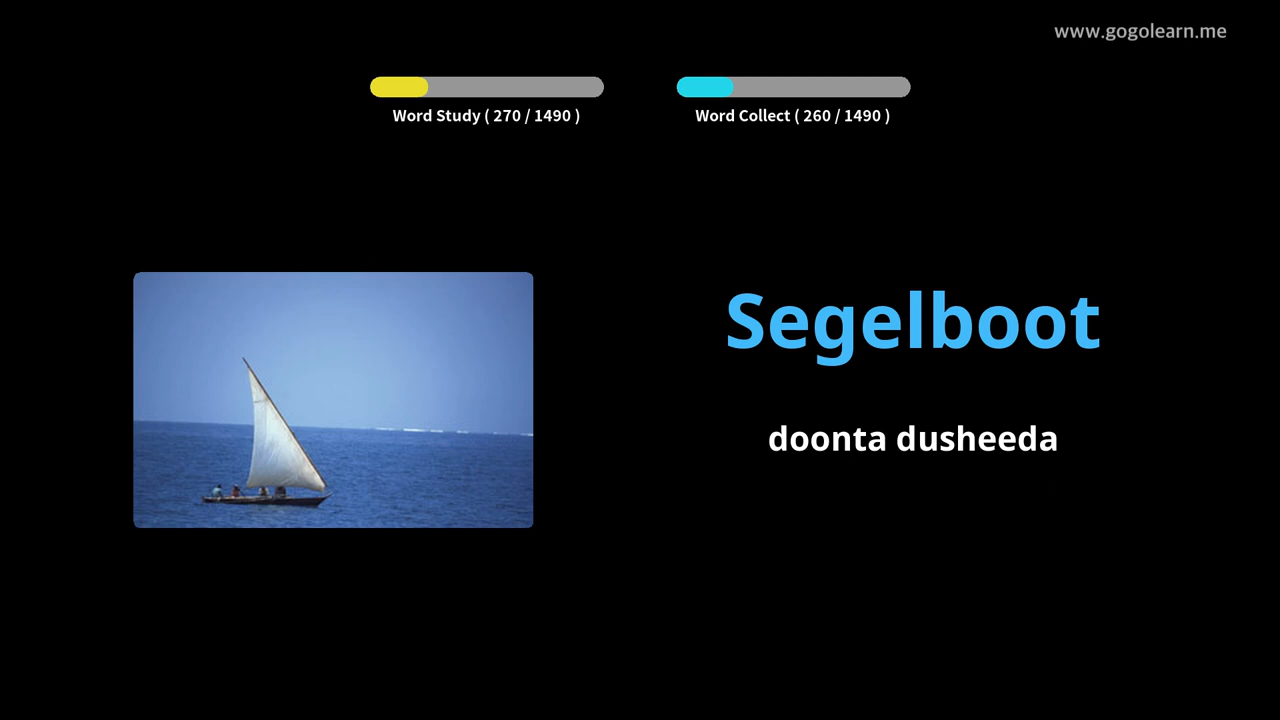 www.gogolearn.me
Word Study ( 270 / 1490 )
Word Collect ( 260 / 1490 )
Segelboot
doonta dusheeda